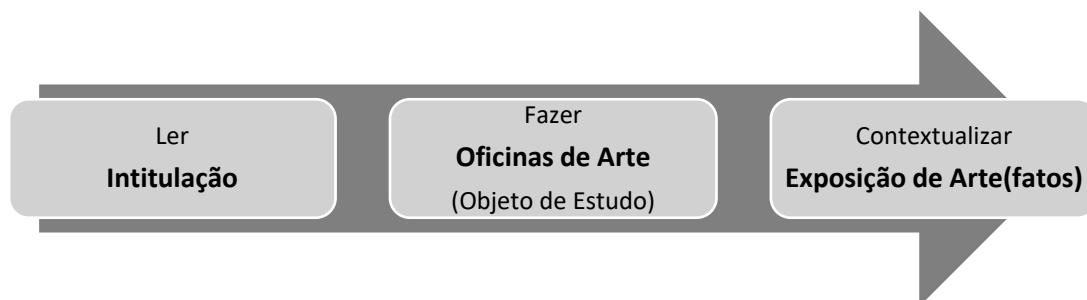 Ler
Intitulação
Fazer
Oficinas de Arte
(Objeto de Estudo)
Contextualizar
Exposição de Arte(fatos)